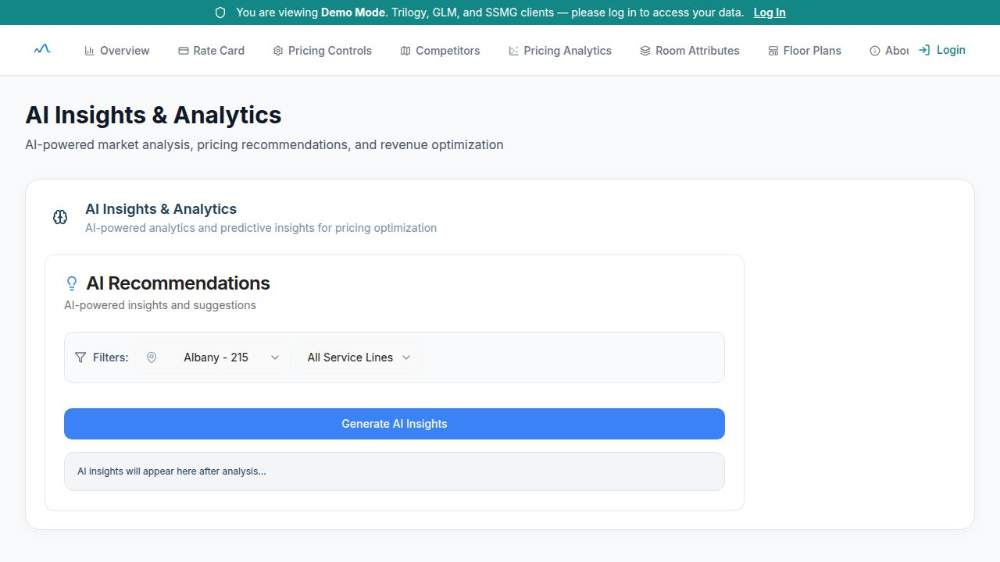 You are viewing Demo Mode. Trilogy, GLM, and SSMG clients — please log in to access your data. Log In
Overview Rate Card Pricing Controls Competitors Pricing Analytics Room Attributes Floor Plans Login
AI Insights & Analytics
AI-powered market analysis, pricing recommendations, and revenue optimization
AI Insights & Analytics
AI-powered analytics and predictive insights for pricing optimization
AI Recommendations
AI-powered insights and suggestions
Filters: Albany - 215 All Service Lines
Generate AI Insights
AI insights will appear here after analysis...